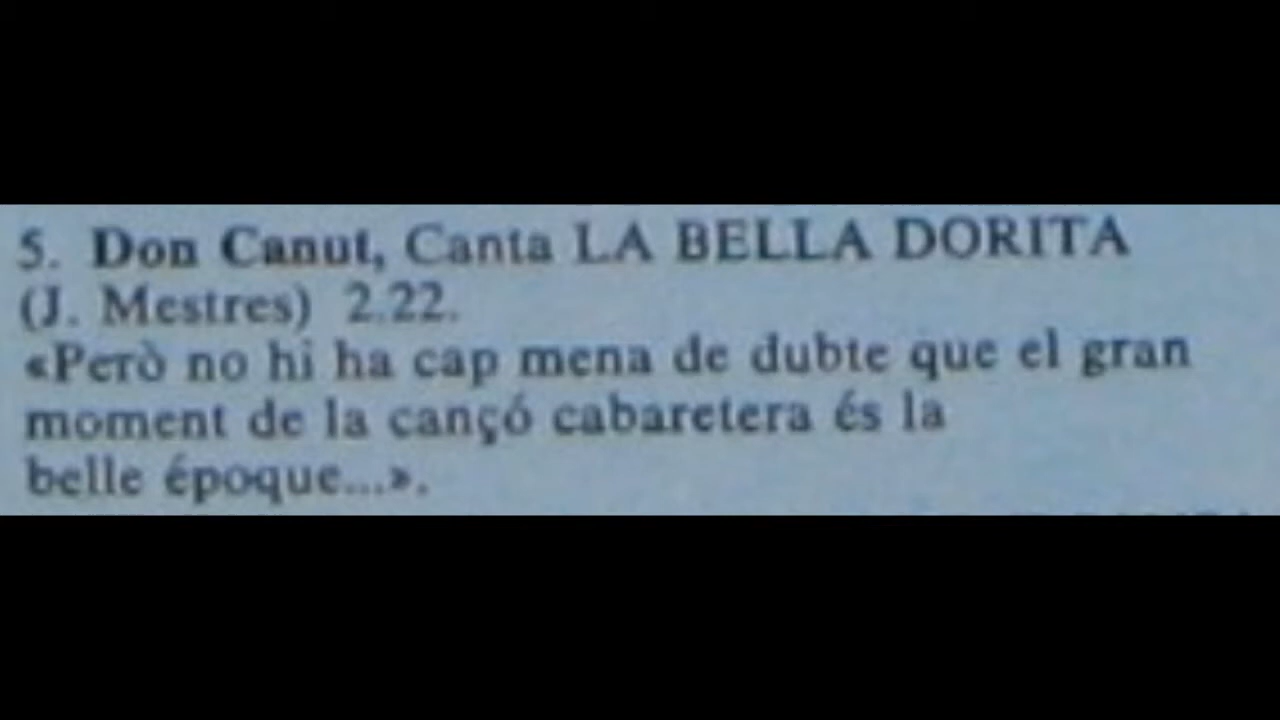 5. Don Canut, Canta LA BELLA DORITA
(J. Mestres) 2.22.
«Però no hi ha cap mena de dubte que el gran
moment de la cançó cabaretera és la
belle époque...».